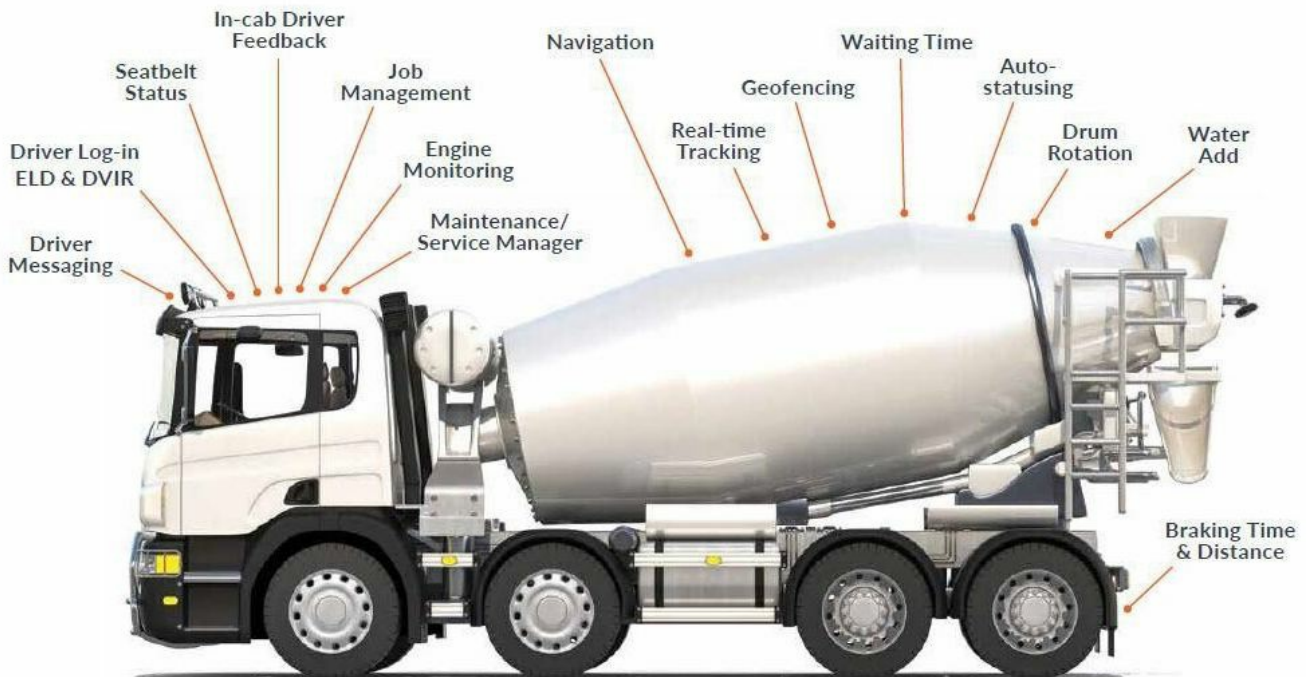 In-cab Driver
Feedback
Seatbelt
Status
Job
Management
Driver Log-in
ELD & DVIR
Engine
Monitoring
Driver
Messaging
Maintenance/
Service Manager
Navigation
Real-time
Tracking
Geofencing
Waiting Time
Auto-
statusing
Drum
Rotation
Water
Add
Braking Time
& Distance